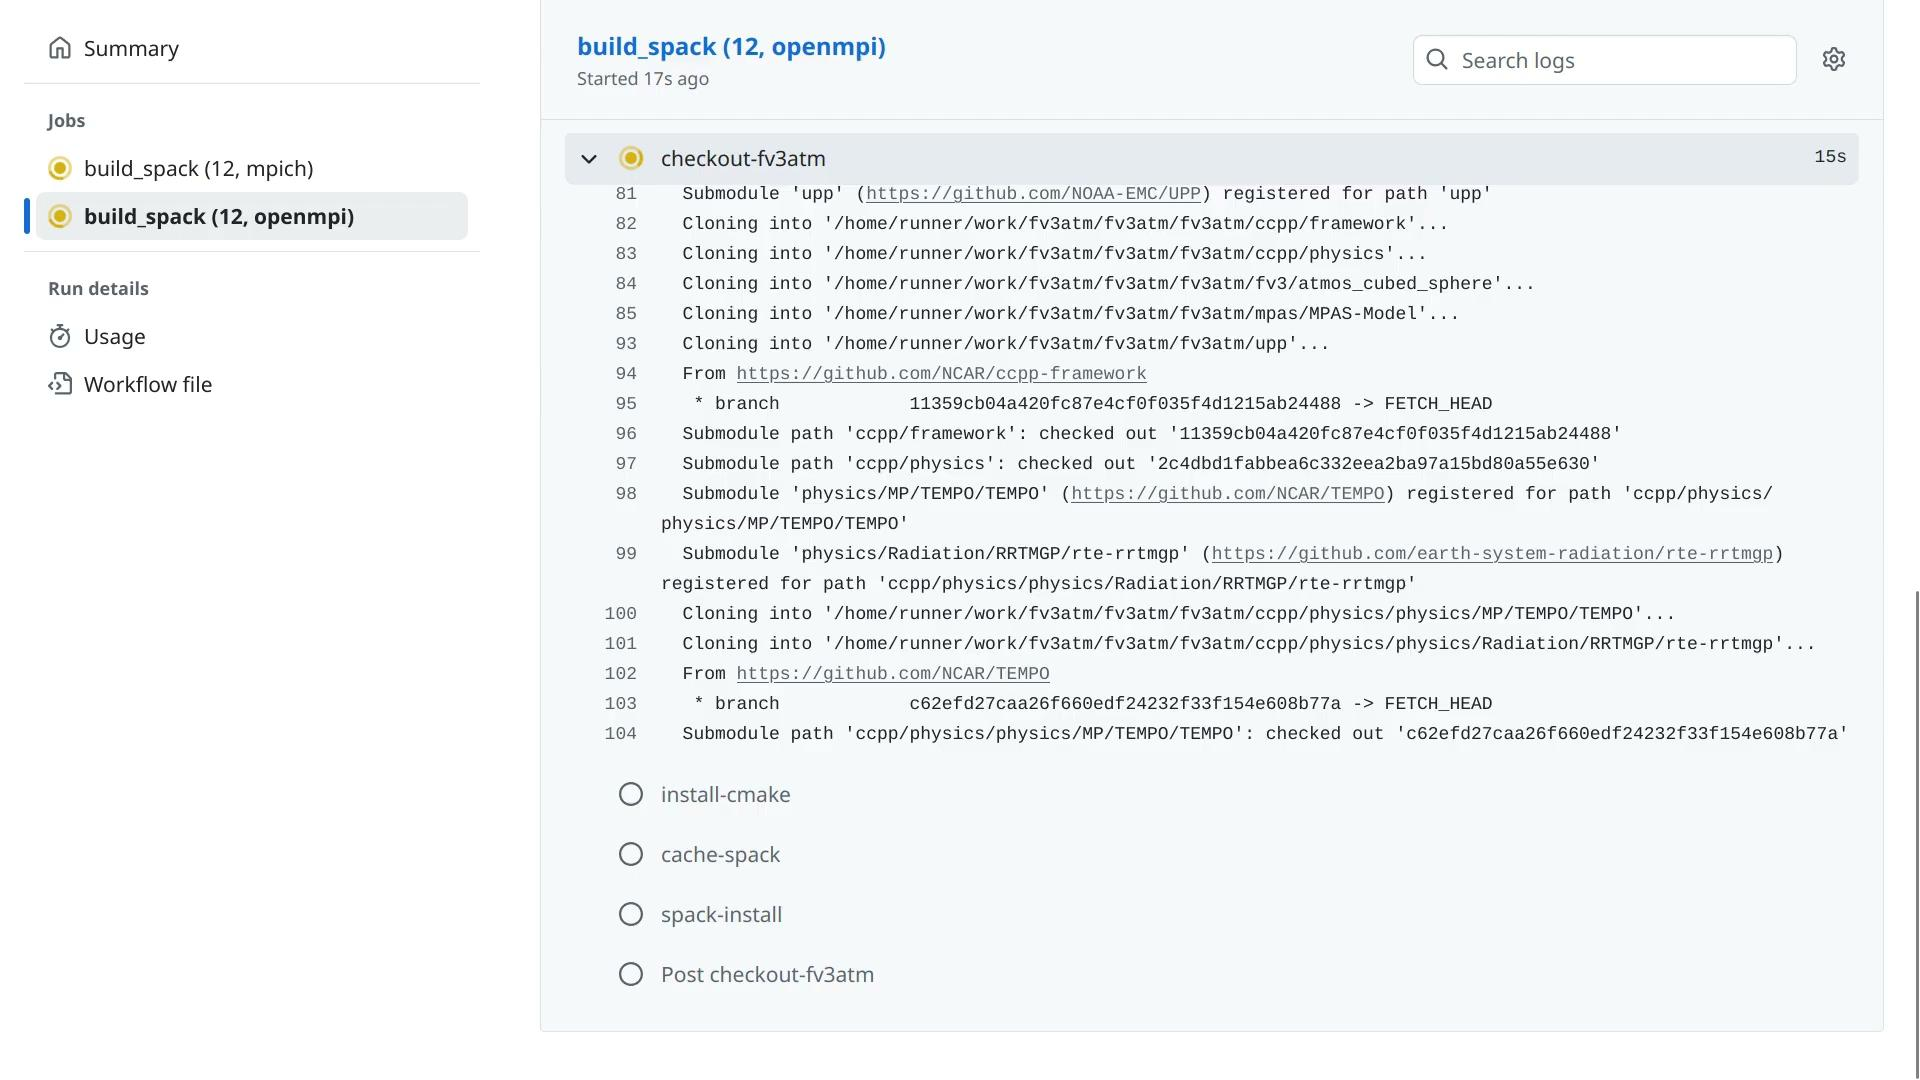 Summary
Jobs
build_spack (12, mpich)
build_spack (12, openmpi)
Run details
Usage
Workflow file
build_spack (12, openmpi)
Started 17s ago
Search logs
checkout-fv3atm 15s
81 Submodule 'upp' (https://github.com/NOAA-EMC/UPP) registered for path 'upp'
82 Cloning into '/home/runner/work/fv3atm/fv3atm/fv3atm/ccpp/framework'...
83 Cloning into '/home/runner/work/fv3atm/fv3atm/fv3atm/ccpp/physics'...
84 Cloning into '/home/runner/work/fv3atm/fv3atm/fv3atm/fv3/atmos_cubed_sphere'...
85 Cloning into '/home/runner/work/fv3atm/fv3atm/fv3atm/mpas/MPAS-Model'...
93 Cloning into '/home/runner/work/fv3atm/fv3atm/fv3atm/upp'...
94 From https://github.com/NCAR/ccpp-framework
95 * branch 11359cb04a420fc87e4cf0f035f4d1215ab24488 -> FETCH_HEAD
96 Submodule path 'ccpp/framework': checked out '11359cb04a420fc87e4cf0f035f4d1215ab24488'
97 Submodule path 'ccpp/physics': checked out '2c4dbd1fabbea6c332eea2ba97a15bd80a55e630'
98 Submodule 'physics/MP/TEMPO/TEMPO' (https://github.com/NCAR/TEMPO) registered for path 'ccpp/physics/
physics/MP/TEMPO/TEMPO'
99 Submodule 'physics/Radiation/RRTMGP/rte-rrtmgp' (https://github.com/earth-system-radiation/rte-rrtmgp)
registered for path 'ccpp/physics/physics/Radiation/RRTMGP/rte-rrtmgp'
100 Cloning into '/home/runner/work/fv3atm/fv3atm/fv3atm/ccpp/physics/physics/MP/TEMPO/TEMPO'...
101 Cloning into '/home/runner/work/fv3atm/fv3atm/fv3atm/ccpp/physics/physics/Radiation/RRTMGP/rte-rrtmgp'...
102 From https://github.com/NCAR/TEMPO
103 * branch c62efd27caa26f660edf24232f33f154e608b77a -> FETCH_HEAD
104 Submodule path 'ccpp/physics/physics/MP/TEMPO/TEMPO': checked out 'c62efd27caa26f660edf24232f33f154e608b77a'
install-cmake
cache-spack
spack-install
Post checkout-fv3atm